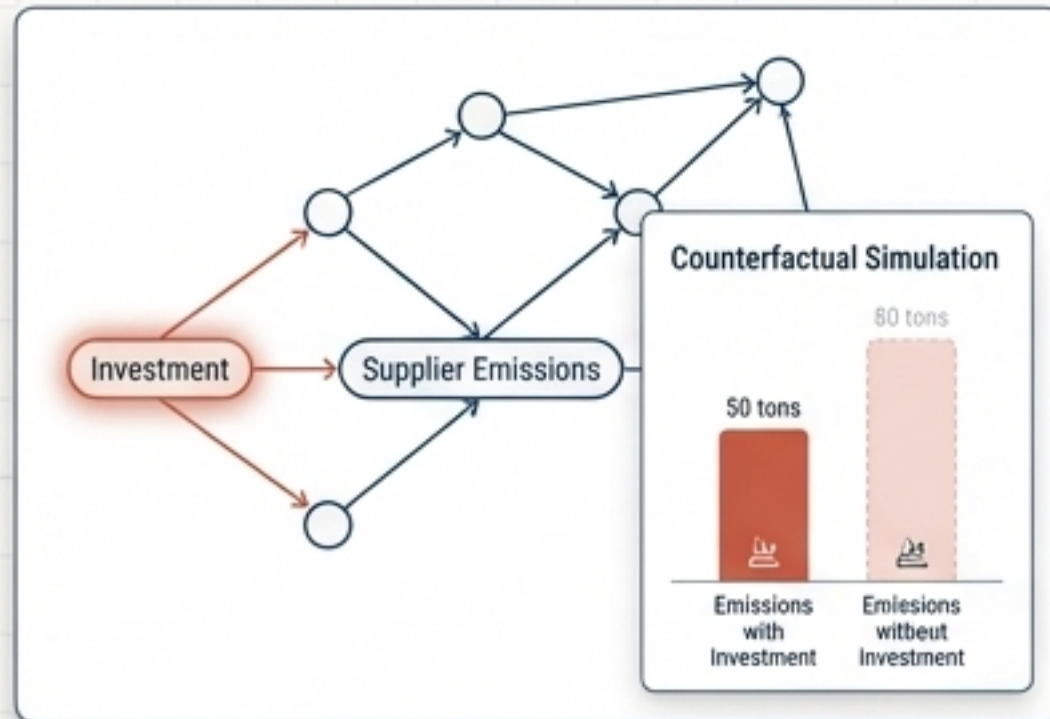 Counterfactual Simulation
80 tons
Investment
Supplier Emissions
50 tons
Emissions
with
Investment
Emiesions
witbeut
Investment